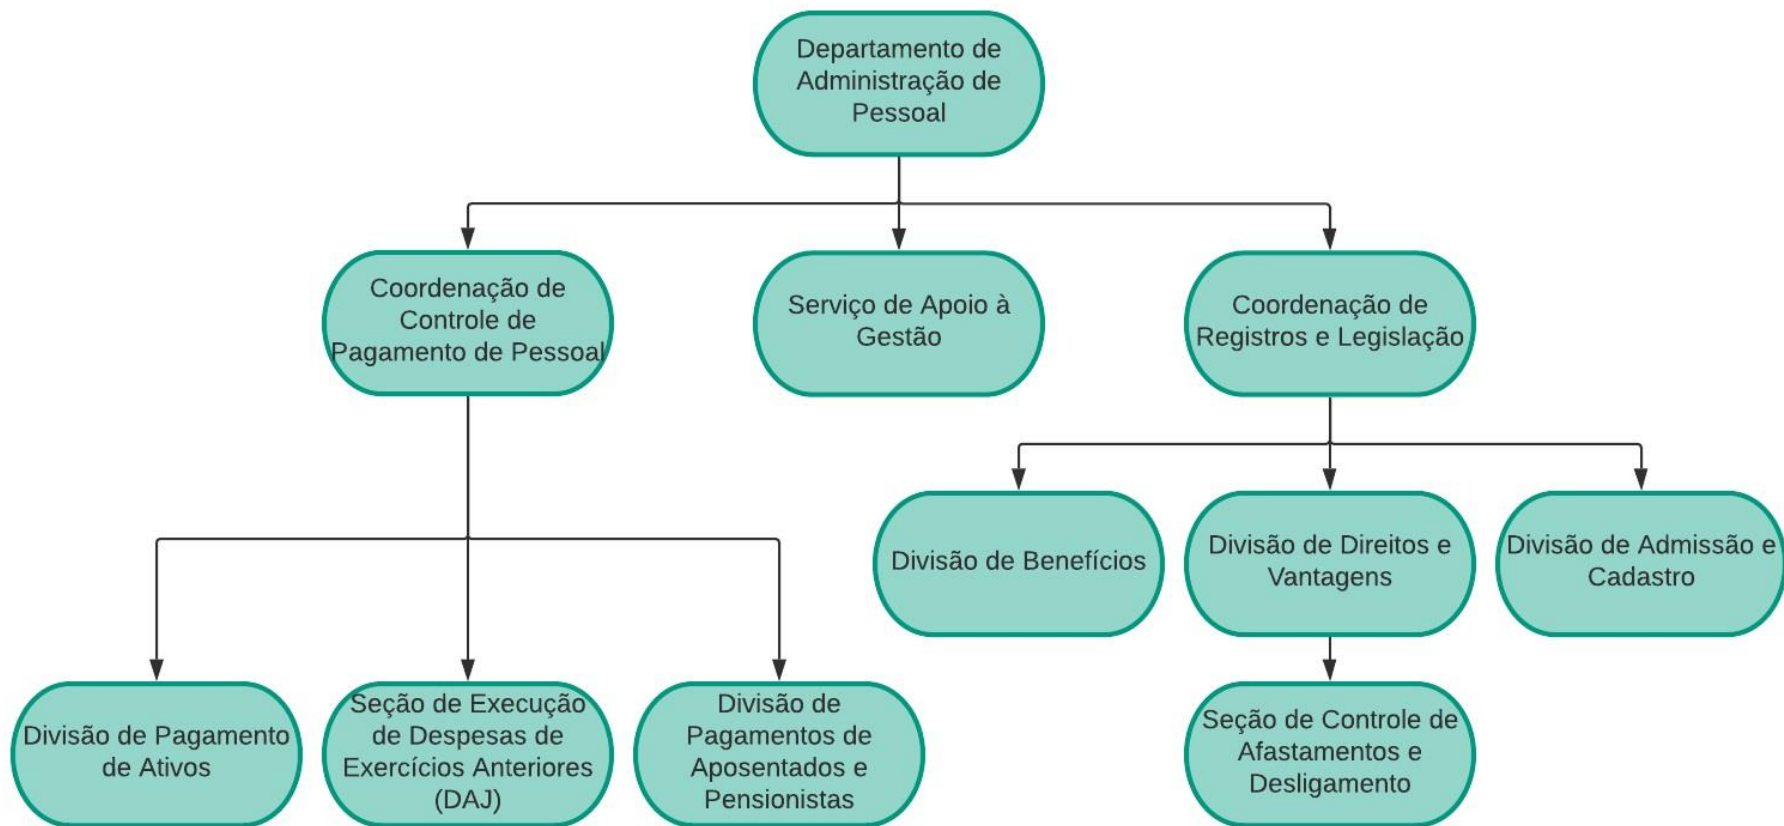 Departamento de
Administração de
Pessoal
Coordenação de
Controle de
Pagamento de Pessoal
Serviço de Apoio à
Gestão
Coordenação de
Registros e Legislação
Divisão de Benefícios
Divisão de Direitos e
Vantagens
Divisão de Admissão e
Cadastro
Divisão de Pagamento
de Ativos
Seção de Execução
de Despesas de
Exercícios Anteriores
(DAJ)
Divisão de
Pagamentos de
Aposentados e
Pensionistas
Seção de Controle de
Afastamentos e
Desligamento